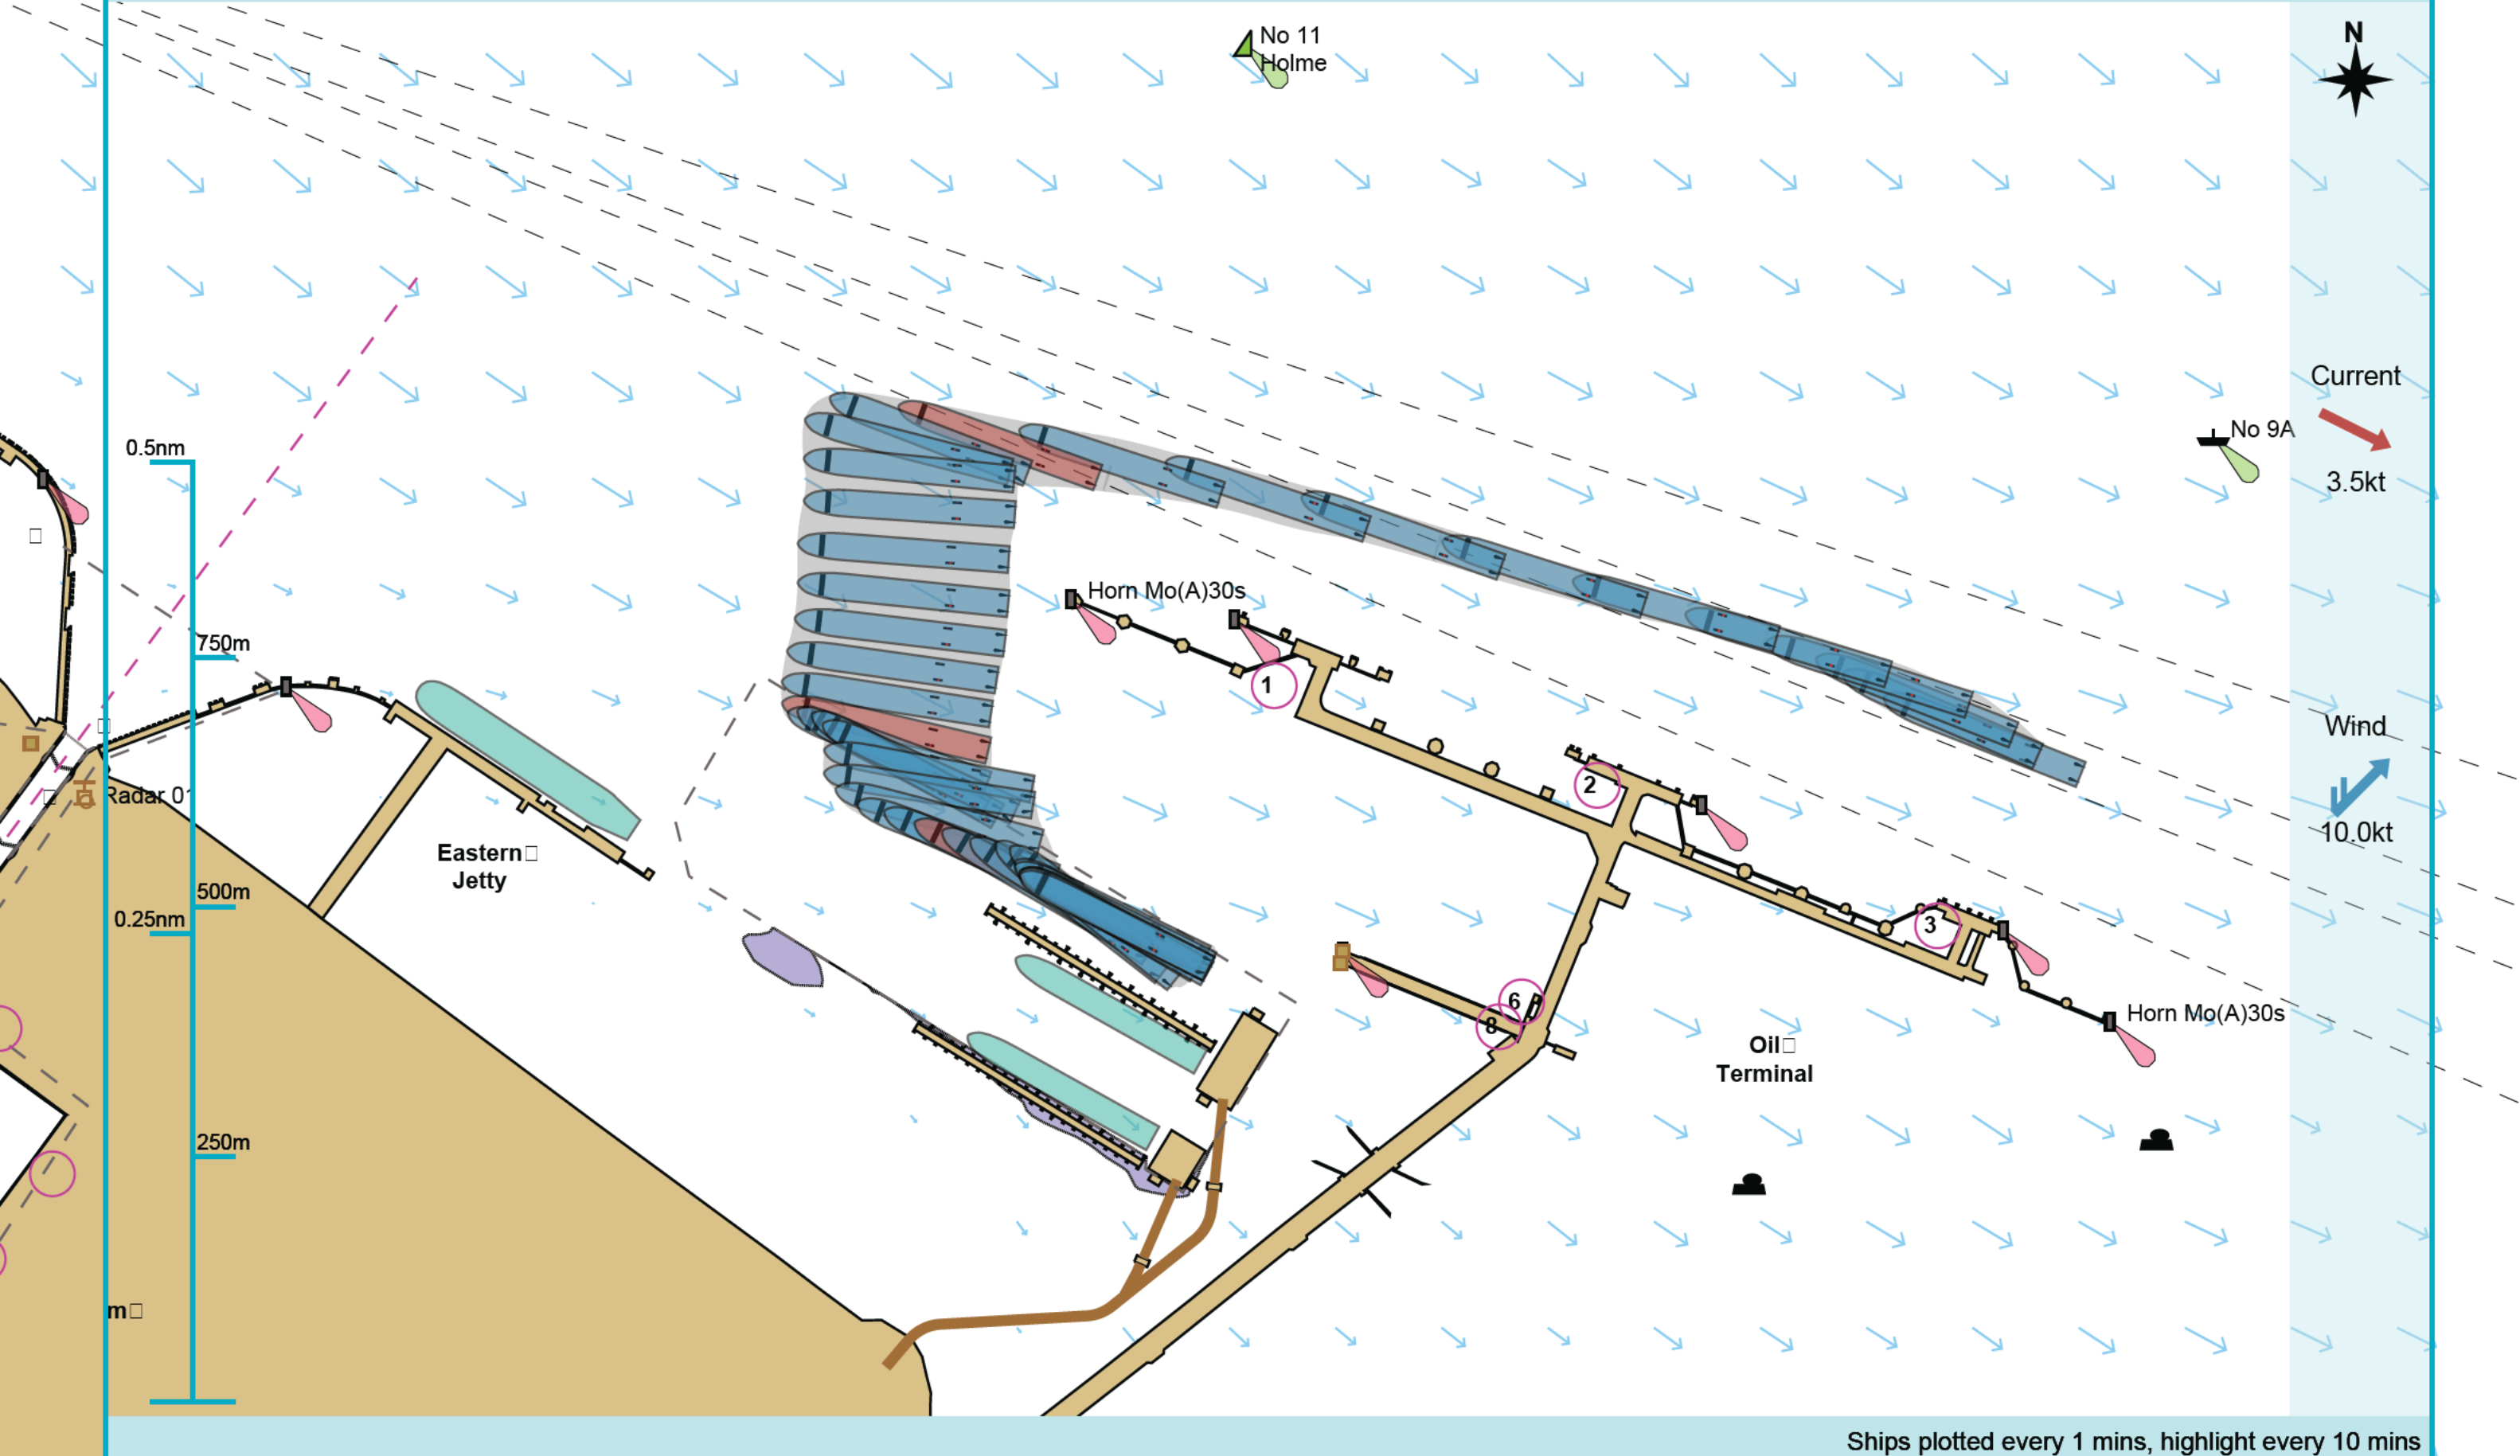 No 11
Holme
N
Current
3.5kt
No 9A
0.5nm
Horn Mo(A)30s
750m
1
Wind
10.0kt
2
Radar 01
Eastern
Jetty
500m
0.25nm
3
6
8
Horn Mo(A)30s
Oil
Terminal
250m
m
Ships plotted every 1 mins, highlight every 10 mins